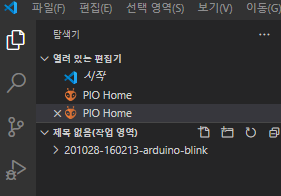 파일(F) 편집(E) 선택 영역(S) 보기(V) 이동(G)
탐색기
열려 있는 편집기
시작
PIO Home
PIO Home
제목 없음(작업 영역)
201028-160213-arduino-blink